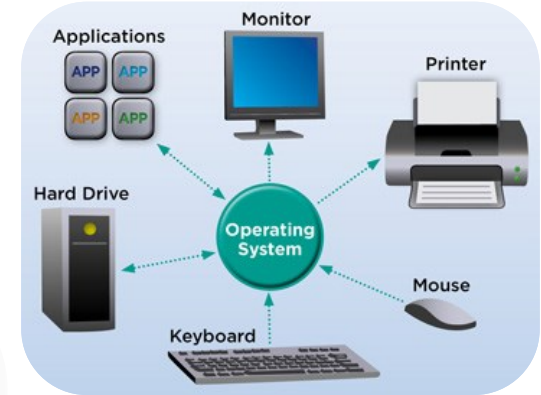 Monitor
Applications
APP APP
APP APP
Printer
Hard Drive
Operating
System
Mouse
Keyboard